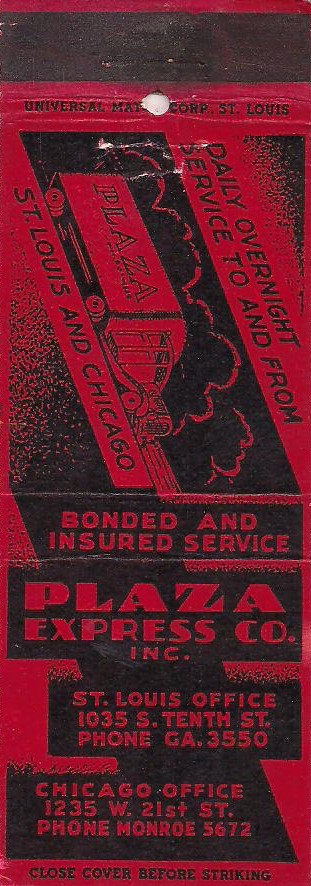 UNIVERSAL MATCH CORP. ST. LOUIS
DAILY OVERNIGHT
SERVICE TO AND FROM
PLAZA
ST. LOUIS AND CHICAGO
BONDED AND
INSURED SERVICE
PLAZA
EXPRESS CO.
INC.
ST. LOUIS OFFICE
1035 S. TENTH ST.
PHONE GA. 3550
CHICAGO OFFICE
1235 W. 21st ST.
PHONE MONROE 5672
CLOSE COVER BEFORE STRIKING